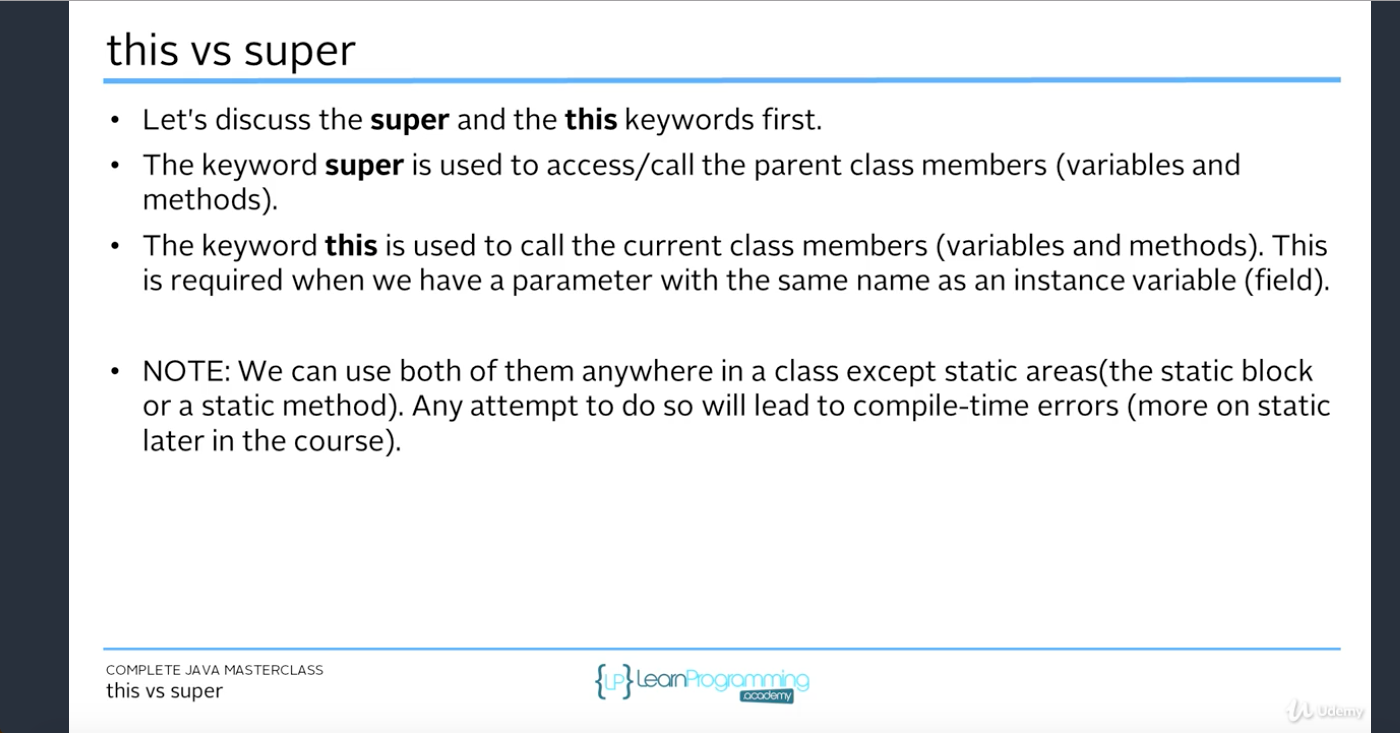 this vs super
• Let's discuss the super and the this keywords first.
• The keyword super is used to access/call the parent class members (variables and
methods).
• The keyword this is used to call the current class members (variables and methods). This
is required when we have a parameter with the same name as an instance variable (field).
• NOTE: We can use both of them anywhere in a class except static areas(the static block
or a static method). Any attempt to do so will lead to compile-time errors (more on static
later in the course).
COMPLETE JAVA MASTERCLASS
this vs super
{LP} LearnProgramming
academy
Udemy